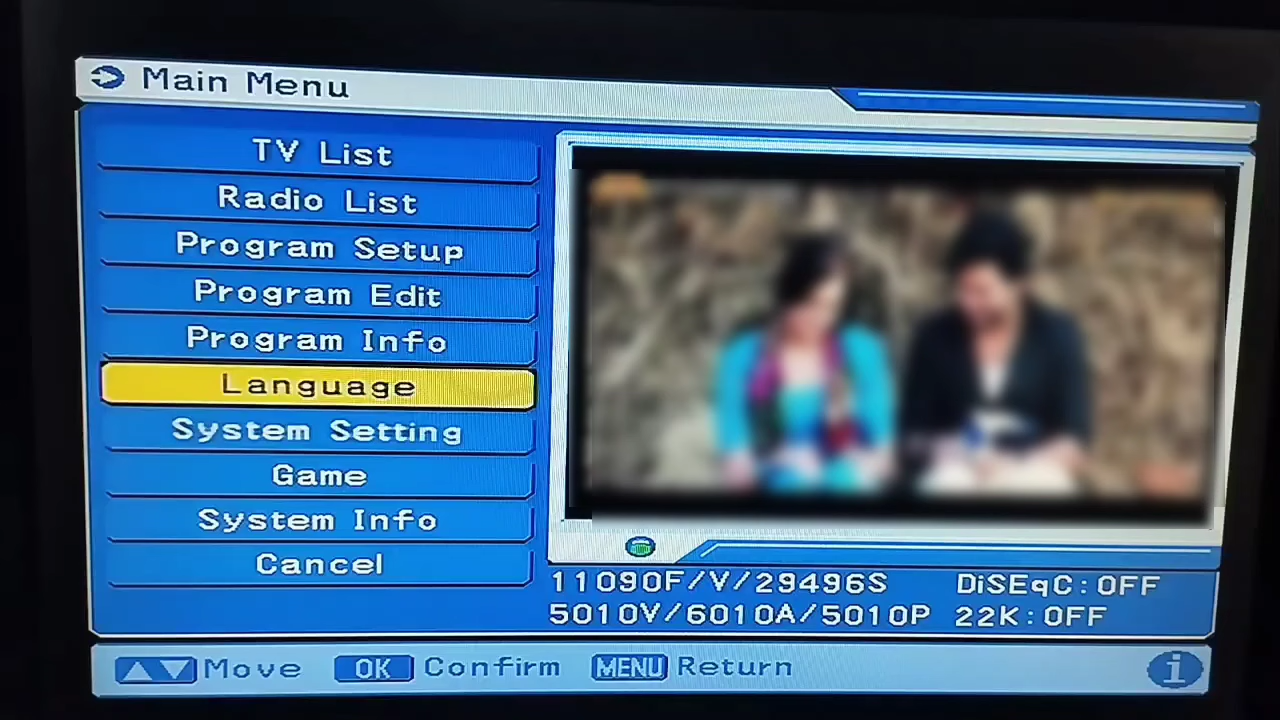 Main Menu
TV List
Radio List
Program Setup
Program Edit
Program Info
Language
System Setting
Game
System Info
Cancel
11090F/V/29496S DiSEqC:OFF
5010V/6010A/5010P 22K:OFF
Move OK Confirm MENU Return i